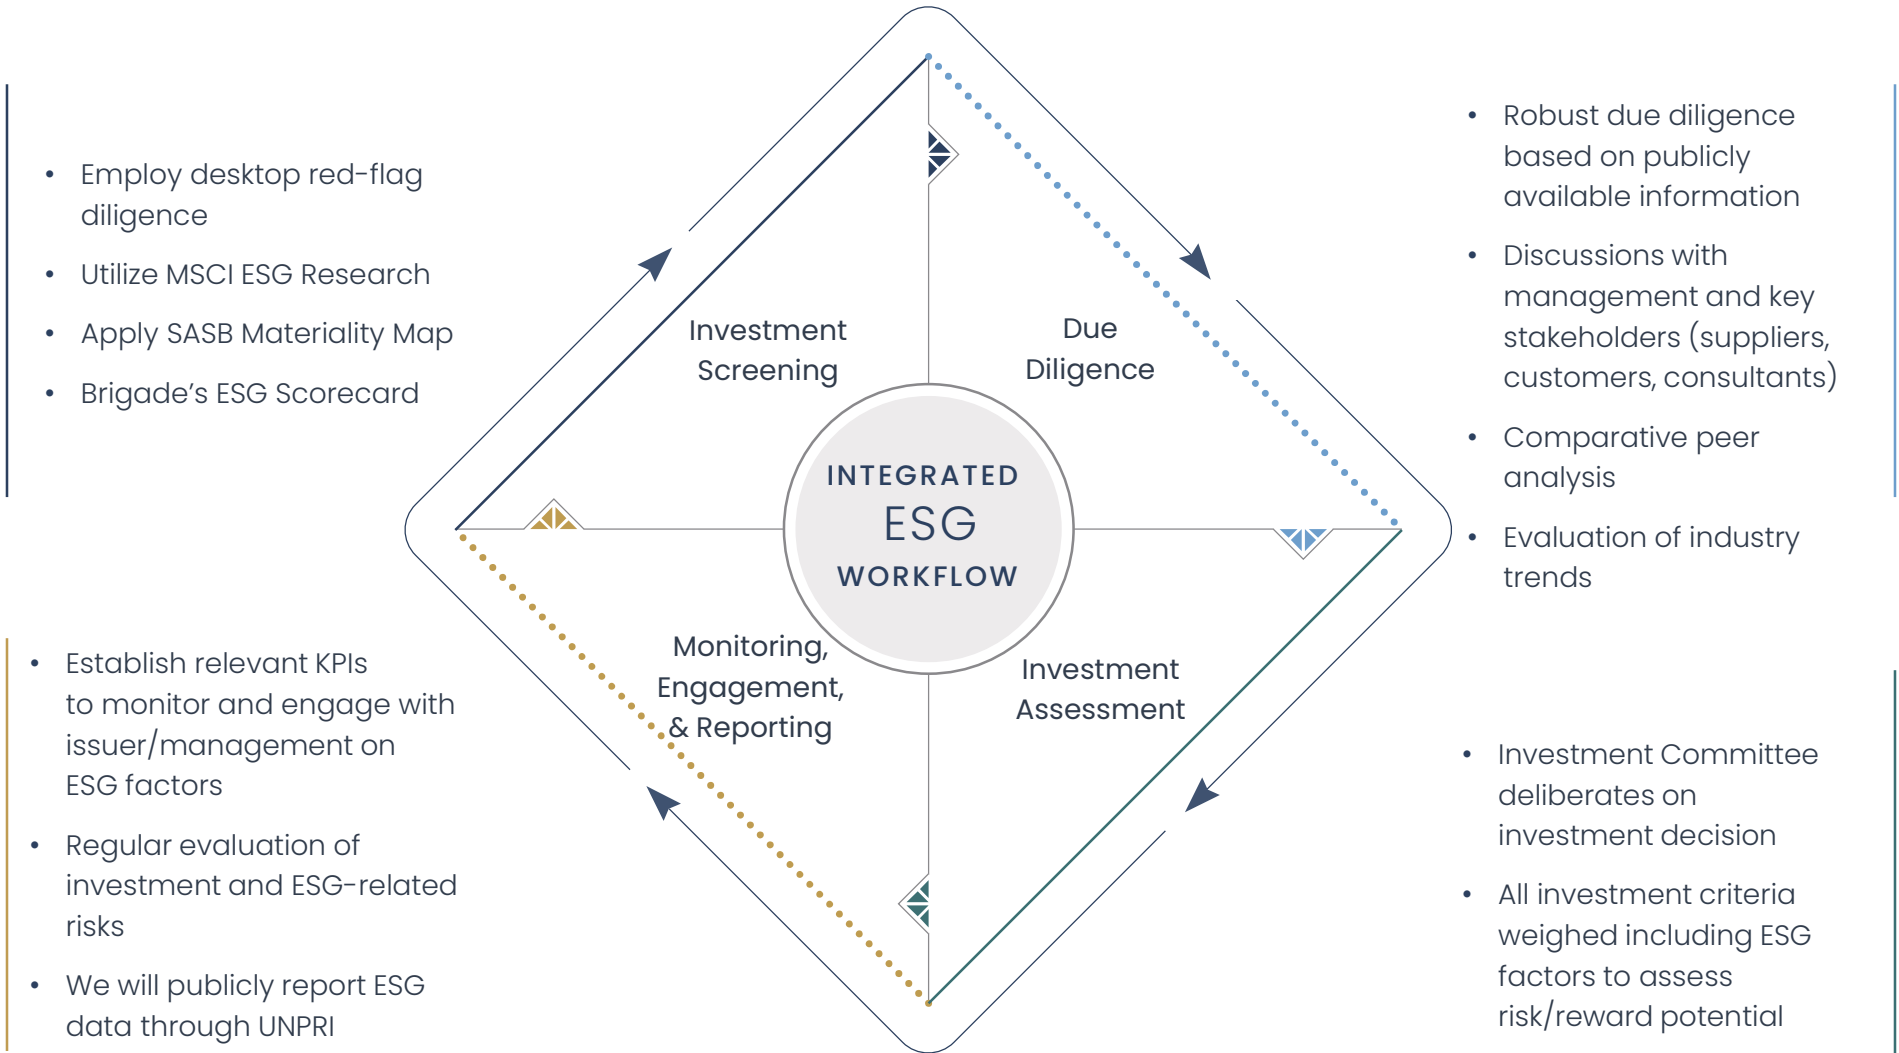 • Employ desktop red-flag
diligence
• Utilize MSCI ESG Research
• Apply SASB Materiality Map
• Brigade’s ESG Scorecard
Investment
Screening
Due
Diligence
• Robust due diligence
based on publicly
available information
• Discussions with
management and key
stakeholders (suppliers,
customers, consultants)
• Comparative peer
analysis
• Evaluation of industry
trends
INTEGRATED
ESG
WORKFLOW
• Establish relevant KPIs
to monitor and engage with
issuer/management on
ESG factors
• Regular evaluation of
investment and ESG-related
risks
• We will publicly report ESG
data through UNPRI
Monitoring,
Engagement,
& Reporting
Investment
Assessment
• Investment Committee
deliberates on
investment decision
• All investment criteria
weighed including ESG
factors to assess
risk/reward potential